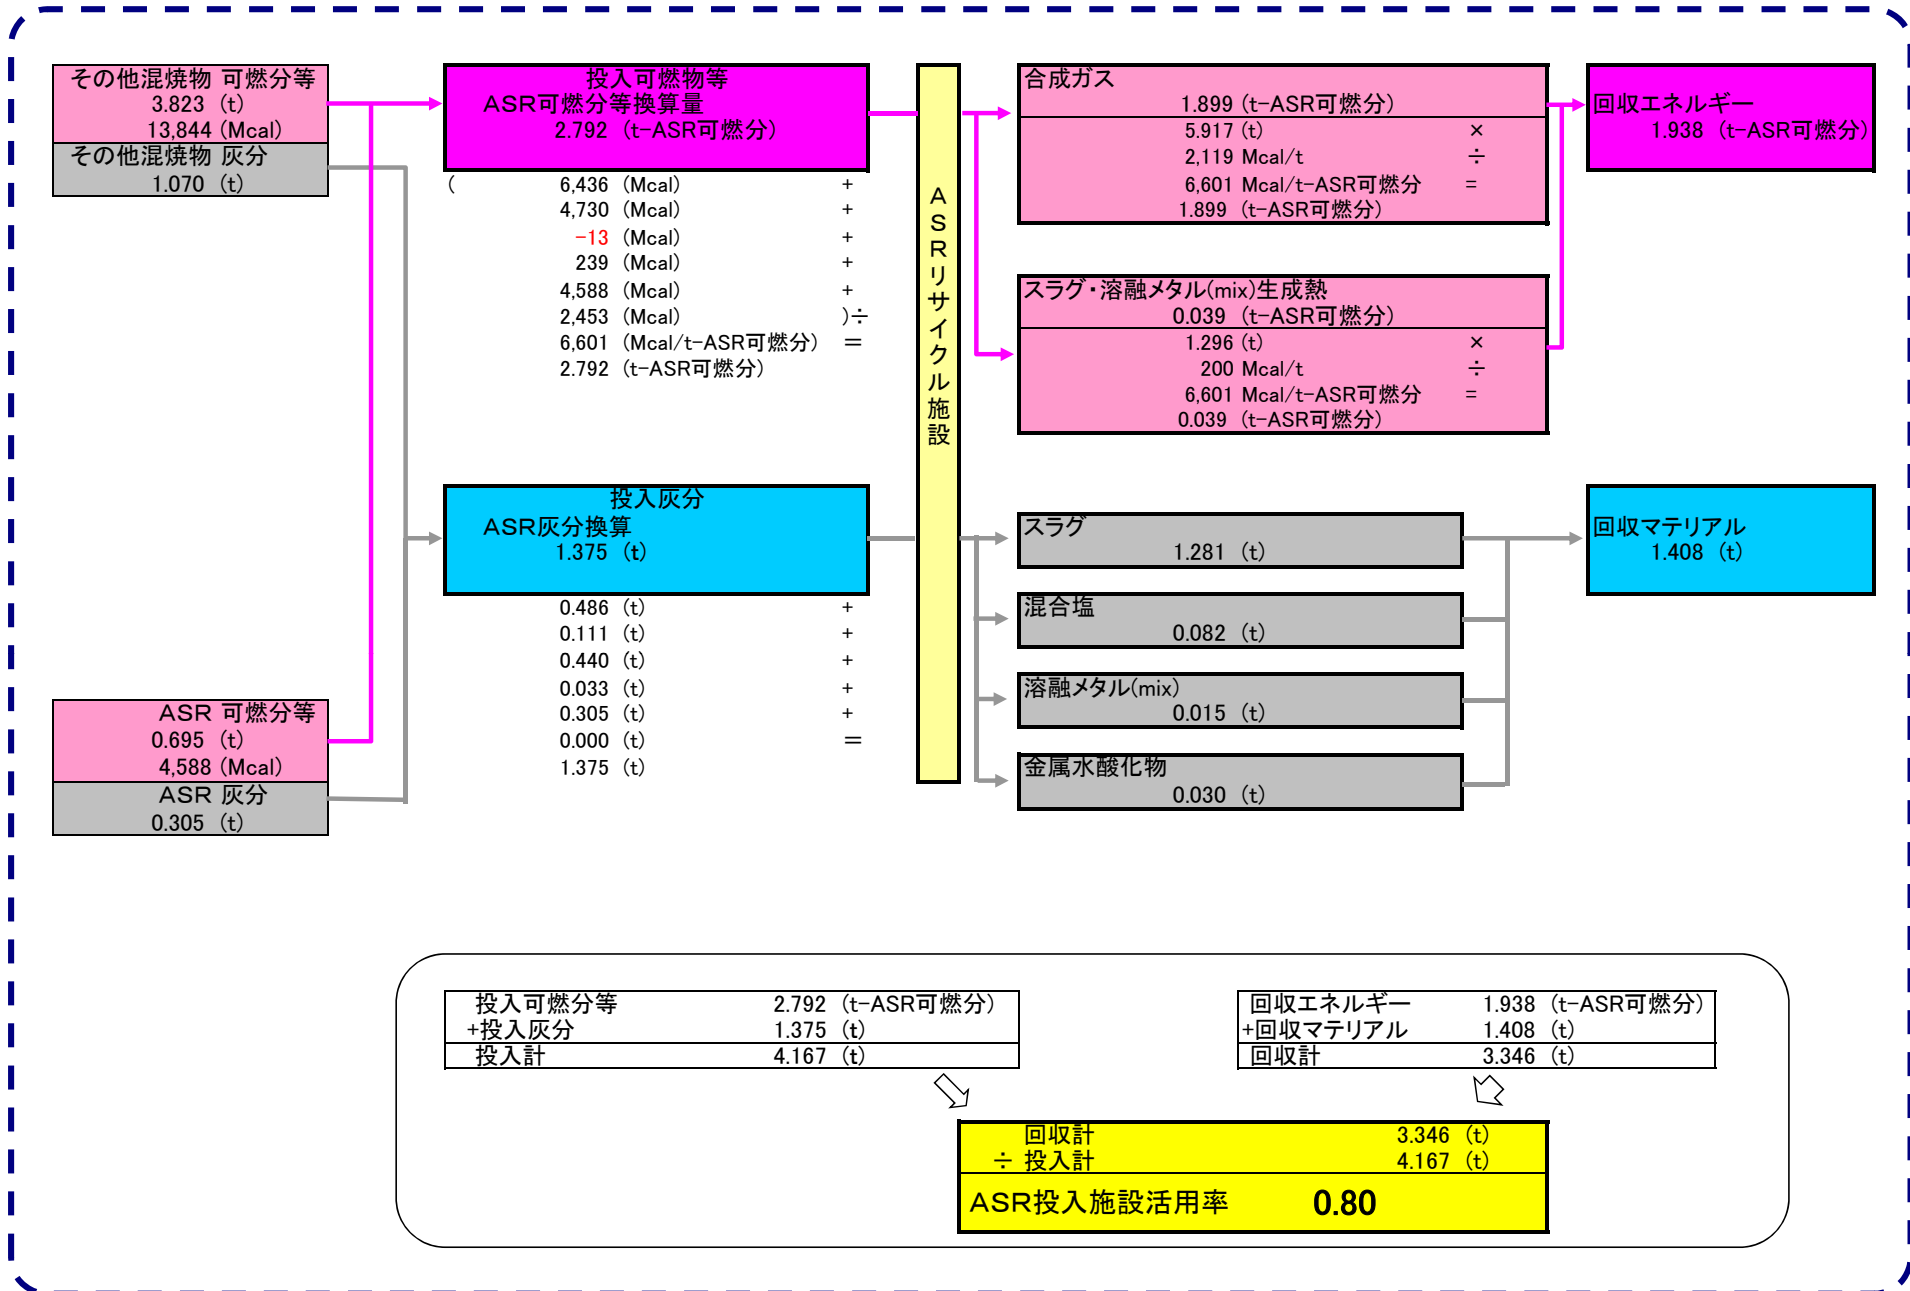 その他混焼物 可燃分等
3.823 (t)
13,844 (Mcal)
その他混焼物 灰分
1.070 (t)
ASR 可燃分等
0.695 (t)
4,588 (Mcal)
ASR 灰分
0.305 (t)
投入可燃物等
ASR可燃分等換算量
2.792 (t-ASR可燃分)
( 6,436 (Mcal) +
4,730 (Mcal) +
-13 (Mcal) +
239 (Mcal) +
4,588 (Mcal) +
2,453 (Mcal) )÷
6,601 (Mcal/t-ASR可燃分) =
2.792 (t-ASR可燃分)
投入灰分
ASR灰分換算
1.375 (t)
0.486 (t) +
0.111 (t) +
0.440 (t) +
0.033 (t) +
0.305 (t) +
0.000 (t) =
1.375 (t)
ASRリサイクル施設
合成ガス
1.899 (t-ASR可燃分)
5.917 (t) ×
2,119 Mcal/t ÷
6,601 Mcal/t-ASR可燃分 =
1.899 (t-ASR可燃分)
スラグ・溶融メタル(mix)生成熱
0.039 (t-ASR可燃分)
1.296 (t) ×
200 Mcal/t ÷
6,601 Mcal/t-ASR可燃分 =
0.039 (t-ASR可燃分)
スラグ
1.281 (t)
混合塩
0.082 (t)
溶融メタル(mix)
0.015 (t)
金属水酸化物
0.030 (t)
回収エネルギー
1.938 (t-ASR可燃分)
回収マテリアル
1.408 (t)
投入可燃分等 2.792 (t-ASR可燃分)
+投入灰分 1.375 (t)
投入計 4.167 (t)
回収エネルギー 1.938 (t-ASR可燃分)
+回収マテリアル 1.408 (t)
回収計 3.346 (t)
回収計 3.346 (t)
÷ 投入計 4.167 (t)
ASR投入施設活用率 0.80